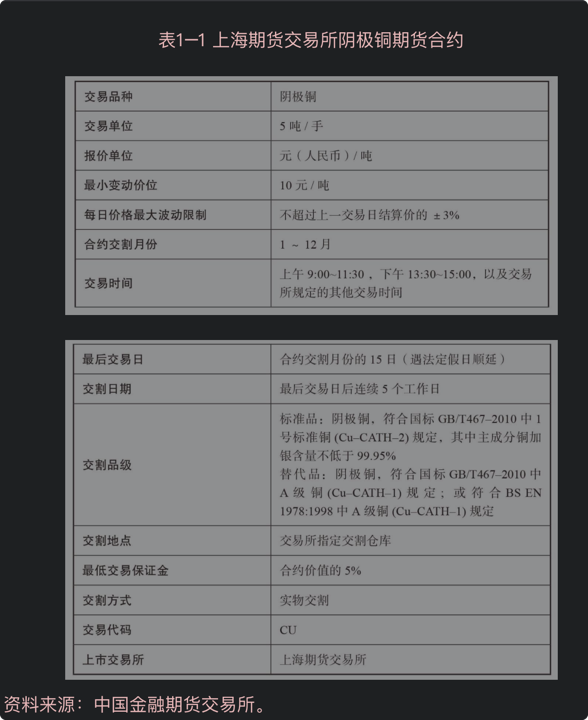 表1—1 上海期货交易所阴极铜期货合约
交易品种 阴极铜
交易单位 5 吨 / 手
报价单位 元（人民币）/ 吨
最小变动价位 10 元 / 吨
每日价格最大波动限制 不超过上一交易日结算价的 ±3%
合约交割月份 1 ~ 12 月
交易时间 上午 9:00~11:30 ，下午 13:30~15:00，以及交易
所规定的其他交易时间
最后交易日 合约交割月份的 15 日（遇法定假日顺延）
交割日期 最后交易日后连续 5 个工作日
交割品级 标准品：阴极铜，符合国标 GB/T467–2010 中 1
号标准铜 (Cu–CATH–2) 规定，其中主成分铜加
银含量不低于 99.95%
替代品：阴极铜，符合国标 GB/T467–2010 中
A 级 铜 (Cu–CATH–1) 规 定 ；或 符 合 BS EN
1978:1998 中 A 级铜 (Cu–CATH–1) 规定
交割地点 交易所指定交割仓库
最低交易保证金 合约价值的 5%
交割方式 实物交割
交易代码 CU
上市交易所 上海期货交易所
资料来源：中国金融期货交易所。